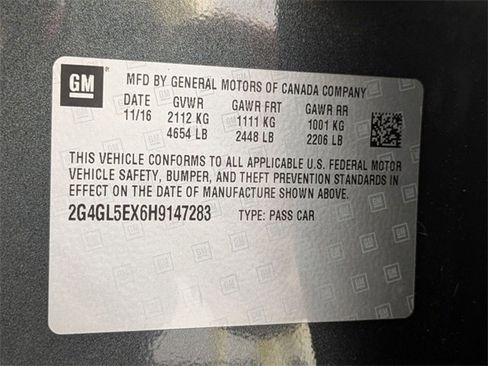 GM
MFD BY GENERAL MOTORS OF CANADA COMPANY
DATE GVWR GAWR FRT GAWR RR
11/16 2112 KG 1111 KG 1001 KG
4654 LB 2448 LB 2206 LB
THIS VEHICLE CONFORMS TO ALL APPLICABLE U.S. FEDERAL MOTOR
VEHICLE SAFETY, BUMPER, AND THEFT PREVENTION STANDARDS IN
EFFECT ON THE DATE OF MANUFACTURE SHOWN ABOVE.
2G4GL5EX6H9147283 TYPE: PASS CAR